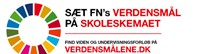 SÆT FN's VERDENSMÅL
PÅ SKOLESKEMAET
FIND VIDEN OG UNDERVISNINGSFORLØB PÅ
VERDENSMÅLENE.DK